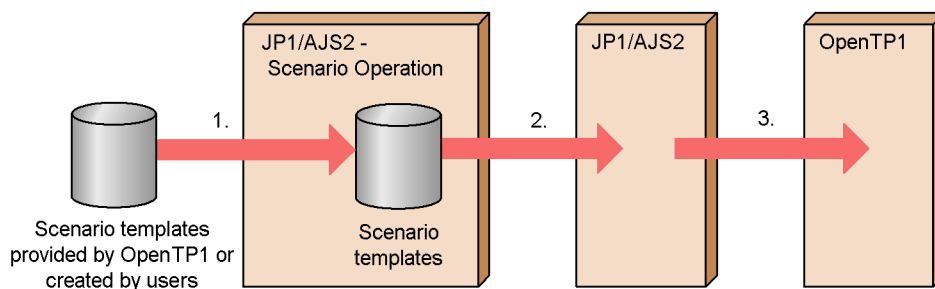 JP1/AJS2 -
Scenario Operation
JP1/AJS2
OpenTP1
1.
2.
3.
Scenario templates
provided by OpenTP1 or
created by users
Scenario
templates